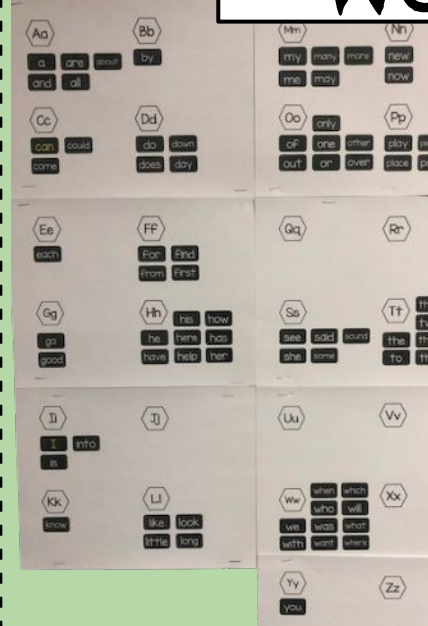 Aa
a are about
and all
Bb
by
Cc
can could
come
Dd
do down
does day
Ee
each
Ff
for find
from first
Gg
go
good
Hh
his how
he here has
have help her
Ii
I into
is
Jj
Kk
know
Ll
like look
little long
Mm
my many more
me may
Nn
new
now
Oo
only
of one other
out or over
Pp
play
place
Qq
Rr
Ss
see said sound
she some
Tt
the
to
Uu
Vv
Ww
when which
who will
we was what
with want where
Xx
Yy
you
Zz